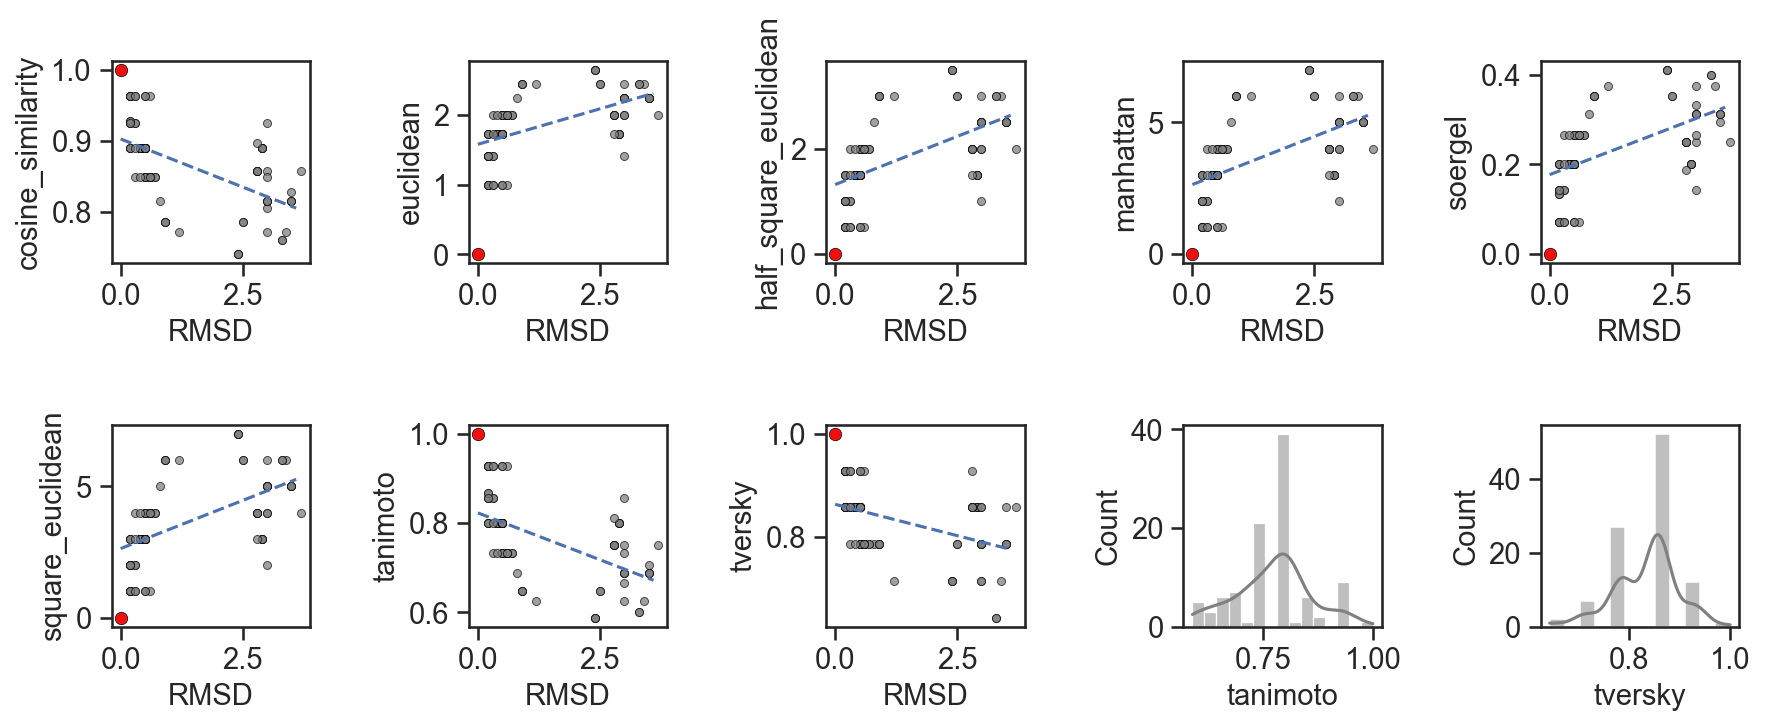 cosine_similarity
1.0
0.9
0.8
0.0 2.5
RMSD
euclidean
2
1
0
0.0 2.5
RMSD
half_square_euclidean
2
0
0.0 2.5
RMSD
manhattan
5
0
0.0 2.5
RMSD
soergel
0.4
0.2
0.0
0.0 2.5
RMSD
square_euclidean
5
0
0.0 2.5
RMSD
tanimoto
1.0
0.8
0.6
0.0 2.5
RMSD
tversky
1.0
0.8
0.0 2.5
RMSD
Count
40
20
0
0.75 1.00
tanimoto
Count
40
20
0
0.8 1.0
tversky